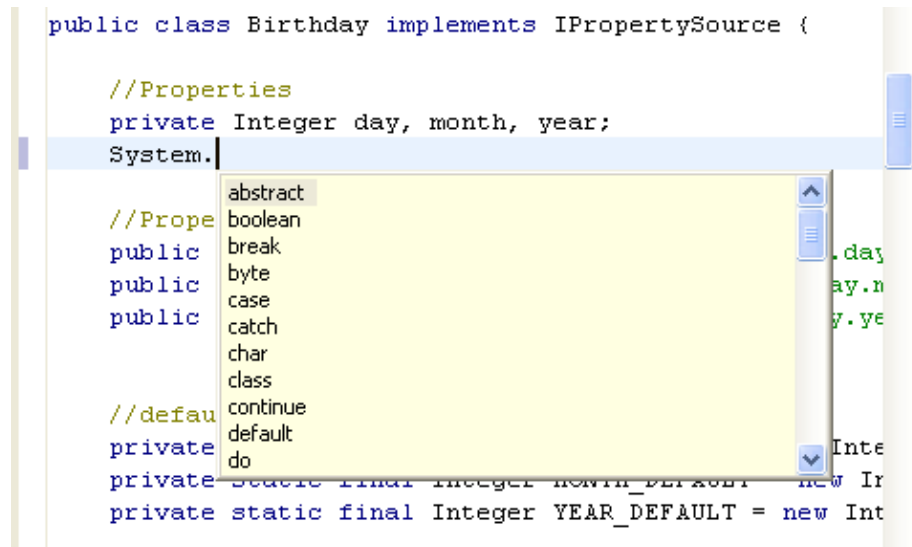 public class Birthday implements IPropertySource {
//Properties
private Integer day, month, year;
System.
abstract
boolean
break
byte
case
catch
char
class
continue
default
do
//Prope
public .day
public ay.m
public y.ye
//defau
private Inte
private static final Integer MONTH_DEFAULT new In
private static final Integer YEAR_DEFAULT = new Int